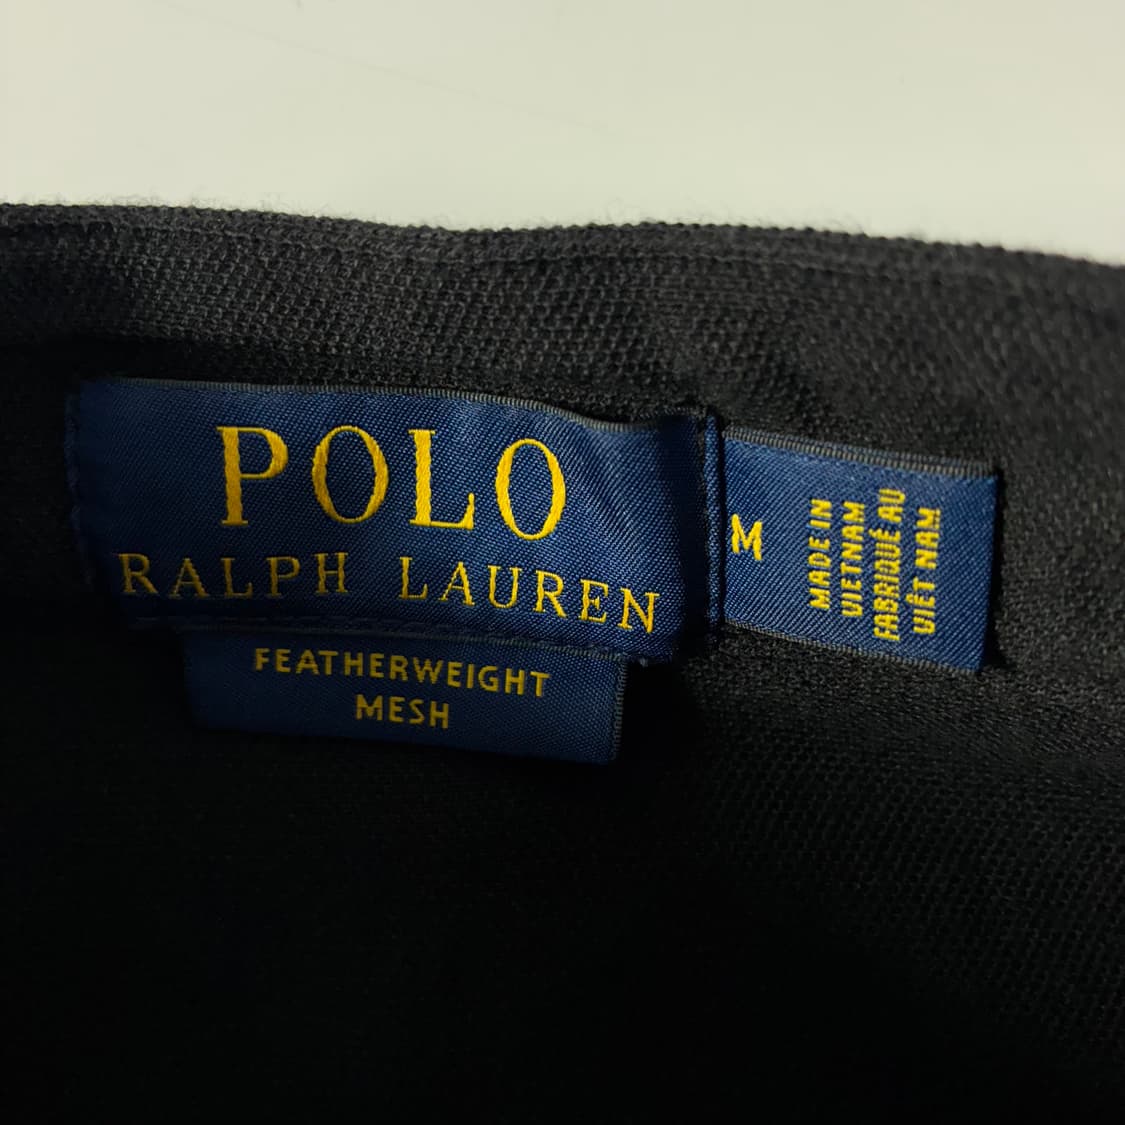 POLO
RALPH LAUREN
FEATHERWEIGHT
MESH
M
MADE IN
VIETNAM
FABRIQUÉ AU
VIÊT NAM